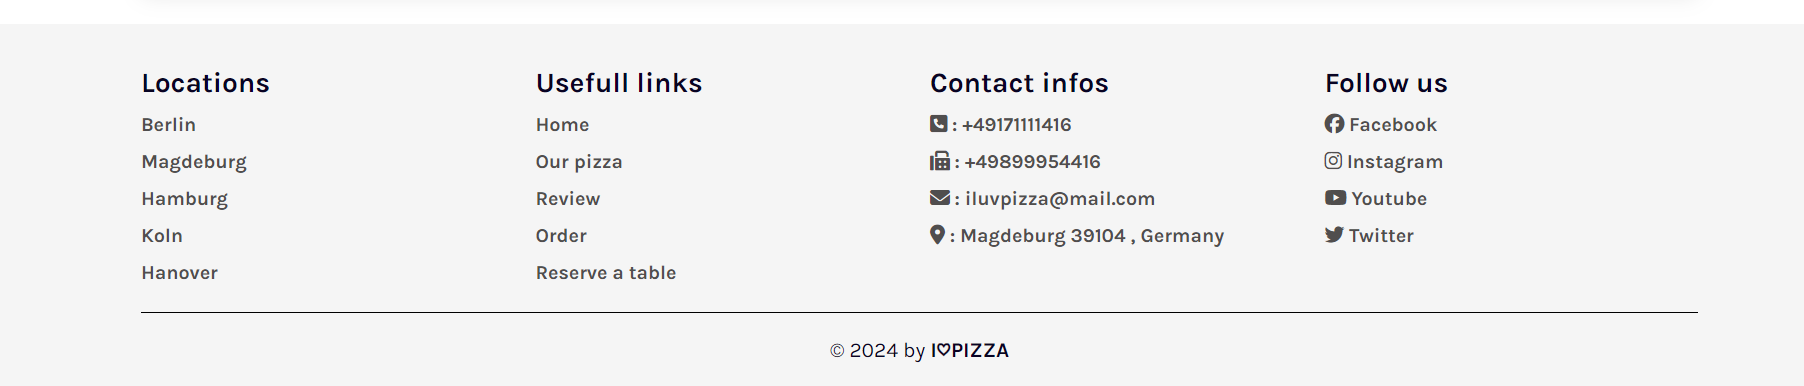 Locations
Berlin
Magdeburg
Hamburg
Koln
Hanover
Usefull links
Home
Our pizza
Review
Order
Reserve a table
Contact infos
: +49171111416
: +49899954416
: iluvpizza@mail.com
: Magdeburg 39104 , Germany
Follow us
Facebook
Instagram
Youtube
Twitter
© 2024 by I♡PIZZA